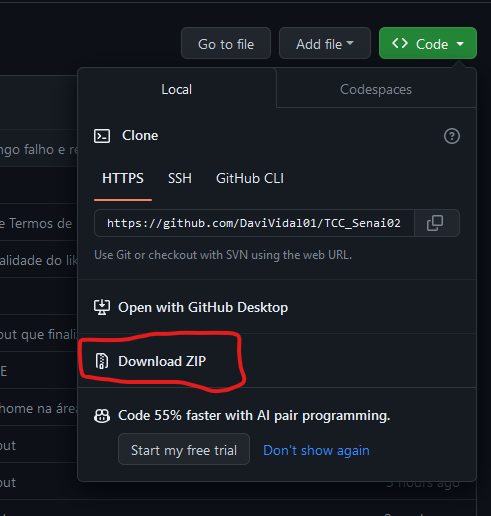 Go to file
Add file
<> Code
Local
Codespaces
Clone
HTTPS
SSH
GitHub CLI
ngo falho e re
https://github.com/DaviVidal01/TCC_Senai02
e Termos de
Use Git or checkout with SVN using the web URL.
alidade do lik
Open with GitHub Desktop
out que finali
Download ZIP
E
home na área
Code 55% faster with AI pair programming.
out
Start my free trial
Don't show again
out
5 hours ago